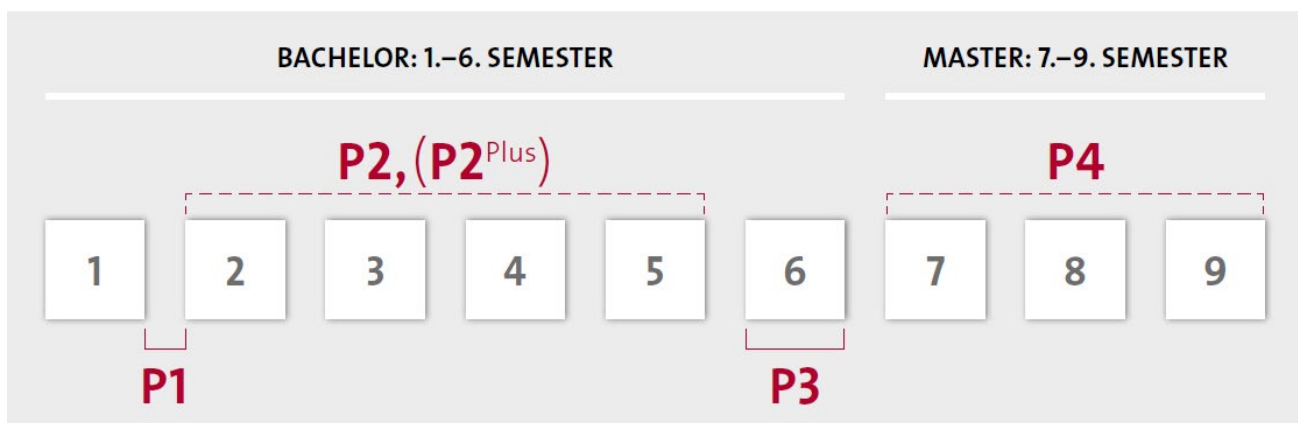 BACHELOR: 1.–6. SEMESTER
MASTER: 7.–9. SEMESTER
P2, (P2Plus)
P4
1 2 3 4 5 6 7 8 9
P1
P3